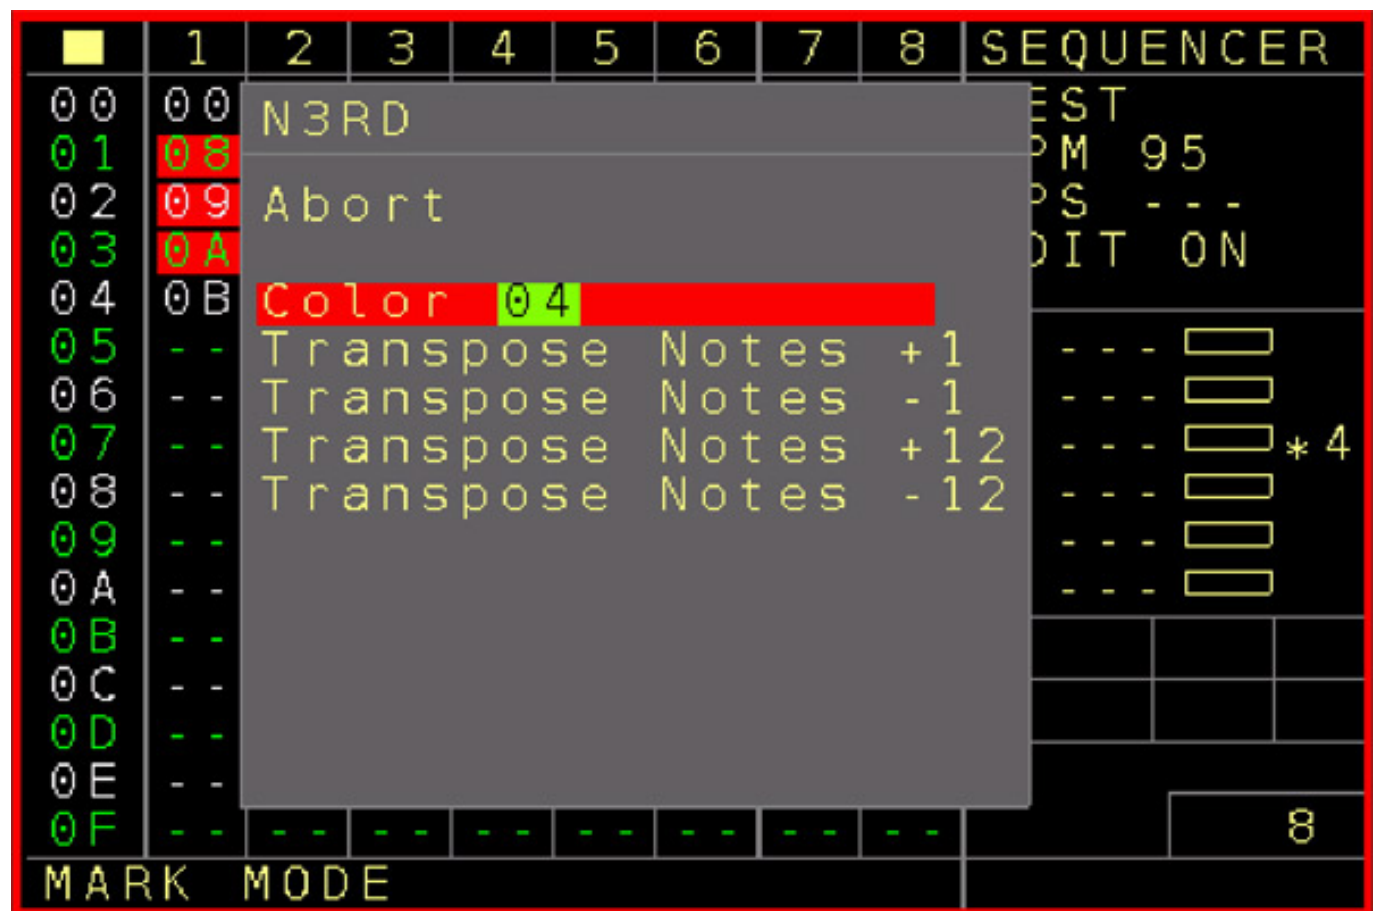 1 2 3 4 5 6 7 8 SEQUENCER
00 00 N3RD EST
01 08 PM 95
02 09 Abort PS ---
03 0A DIT ON
04 0B Color 04
05 -- Transpose Notes +1 ---
06 -- Transpose Notes -1 ---
07 -- Transpose Notes +12 --- *4
08 -- Transpose Notes -12 ---
09 -- ---
0A -- ---
0B --
0C --
0D --
0E --
0F -- -- -- -- -- -- -- -- 8
MARK MODE